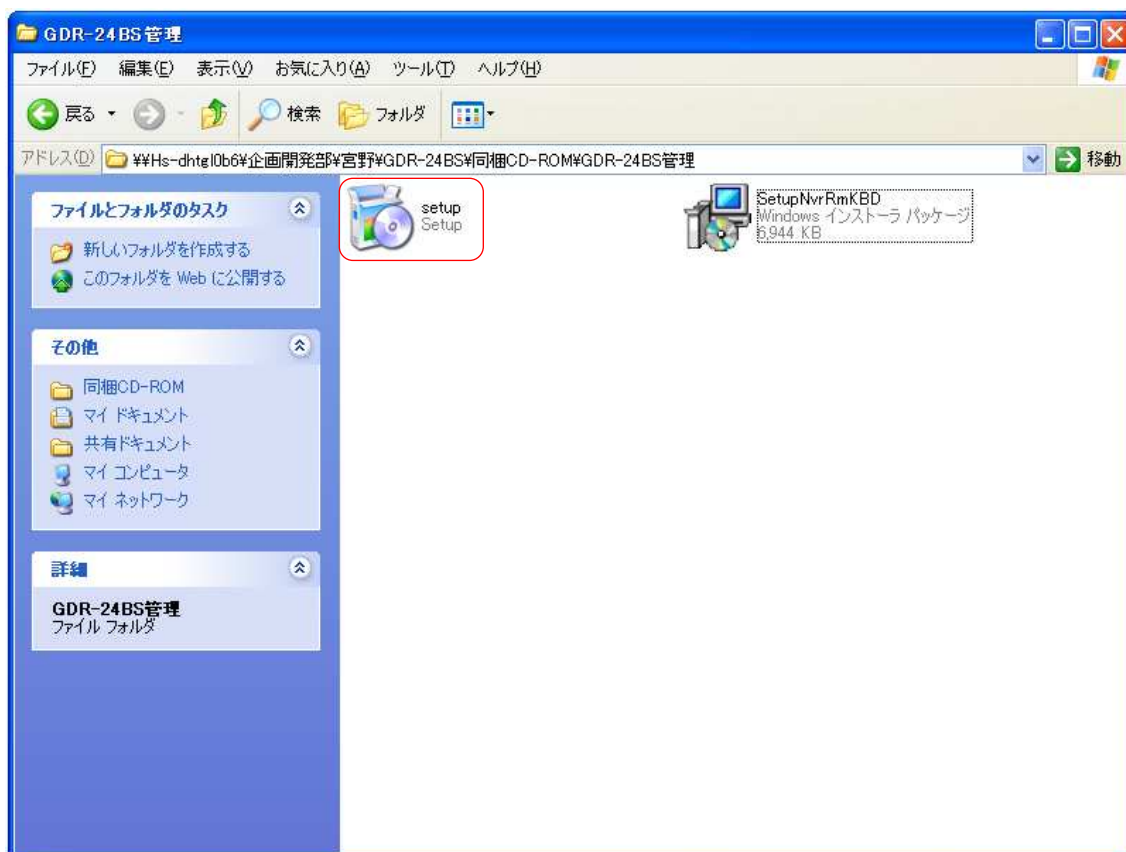 GDR-24BS管理
ファイル(F) 編集(E) 表示(V) お気に入り(A) ツール(T) ヘルプ(H)
戻る 検索 フォルダ
アドレス(D) ¥¥Hs-dhtgl0b6¥企画開発部¥宮野¥GDR-24BS¥同梱CD-ROM¥GDR-24BS管理 移動
ファイルとフォルダのタスク
新しいフォルダを作成する
このフォルダを Web に公開する
その他
同梱CD-ROM
マイ ドキュメント
共有ドキュメント
マイ コンピュータ
マイ ネットワーク
詳細
GDR-24BS管理
ファイル フォルダ
setup
Setup
SetupNvrRmKBD
Windows インストーラ パッケージ
6,944 KB